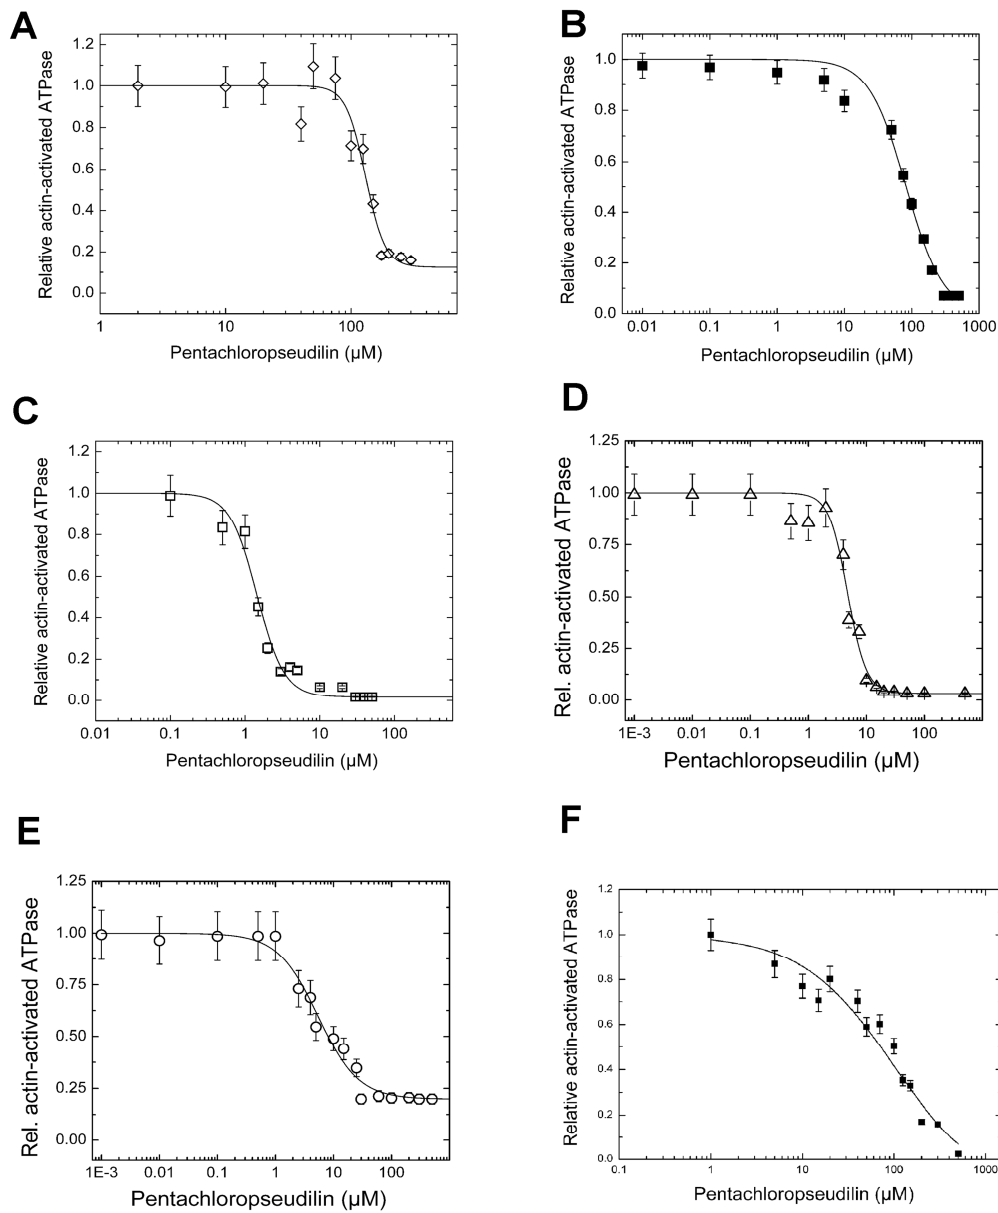 A
Relative actin-activated ATPase
1.2
1.0
0.8
0.6
0.4
0.2
0.0
1 10 100
Pentachloropseudilin (µM)
B
Relative actin-activated ATPase
1.0
0.8
0.6
0.4
0.2
0.0
0.01 0.1 1 10 100 1000
Pentachloropseudilin (µM)
C
Relative actin-activated ATPase
1.2
1.0
0.8
0.6
0.4
0.2
0.0
0.01 0.1 1 10 100
Pentachloropseudilin (µM)
D
Rel. actin-activated ATPase
1.25
1.00
0.75
0.50
0.25
0.00
1E-3 0.01 0.1 1 10 100
Pentachloropseudilin (µM)
E
Rel. actin-activated ATPase
1.25
1.00
0.75
0.50
0.25
0.00
1E-3 0.01 0.1 1 10 100
Pentachloropseudilin (µM)
F
Relative actin-activated ATPase
1.2
1.0
0.8
0.6
0.4
0.2
0.0
0.1 1 10 100 1000
Pentachloropseudilin (µM)